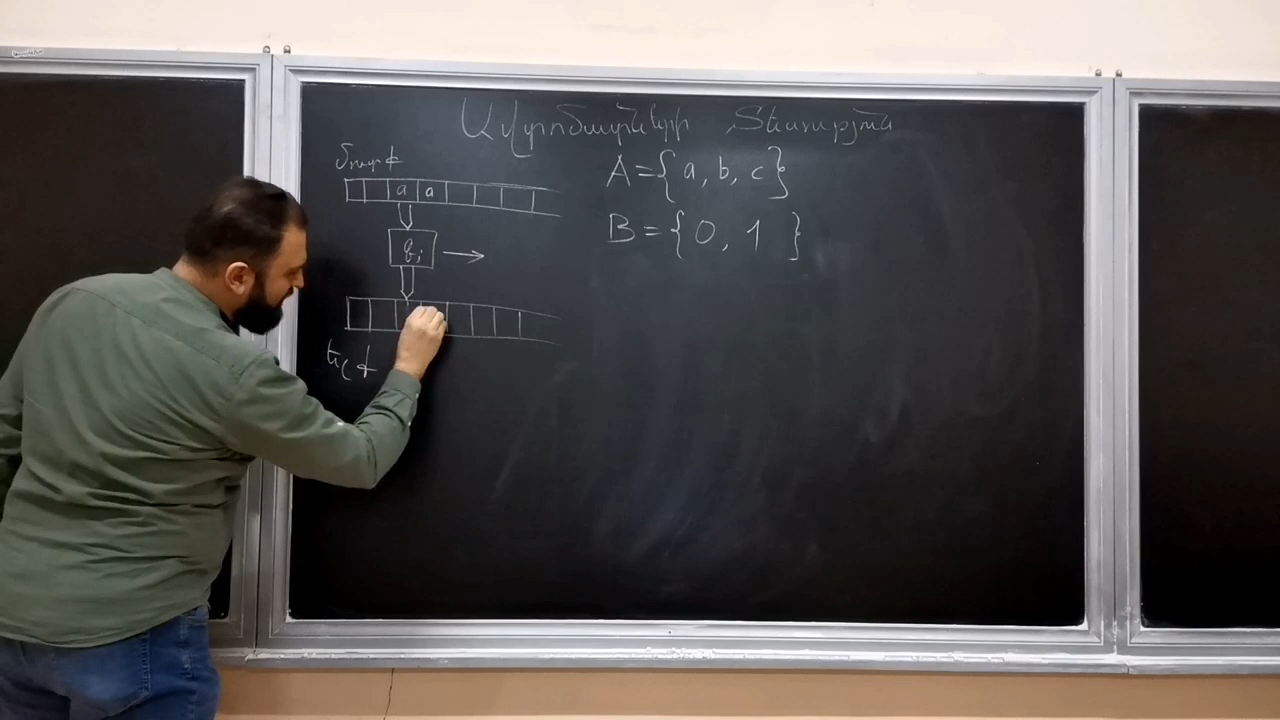 Ավտոմատների Տեսություն
մուտք
A={a, b, c}
a a
B={0, 1 }
q i
ելք